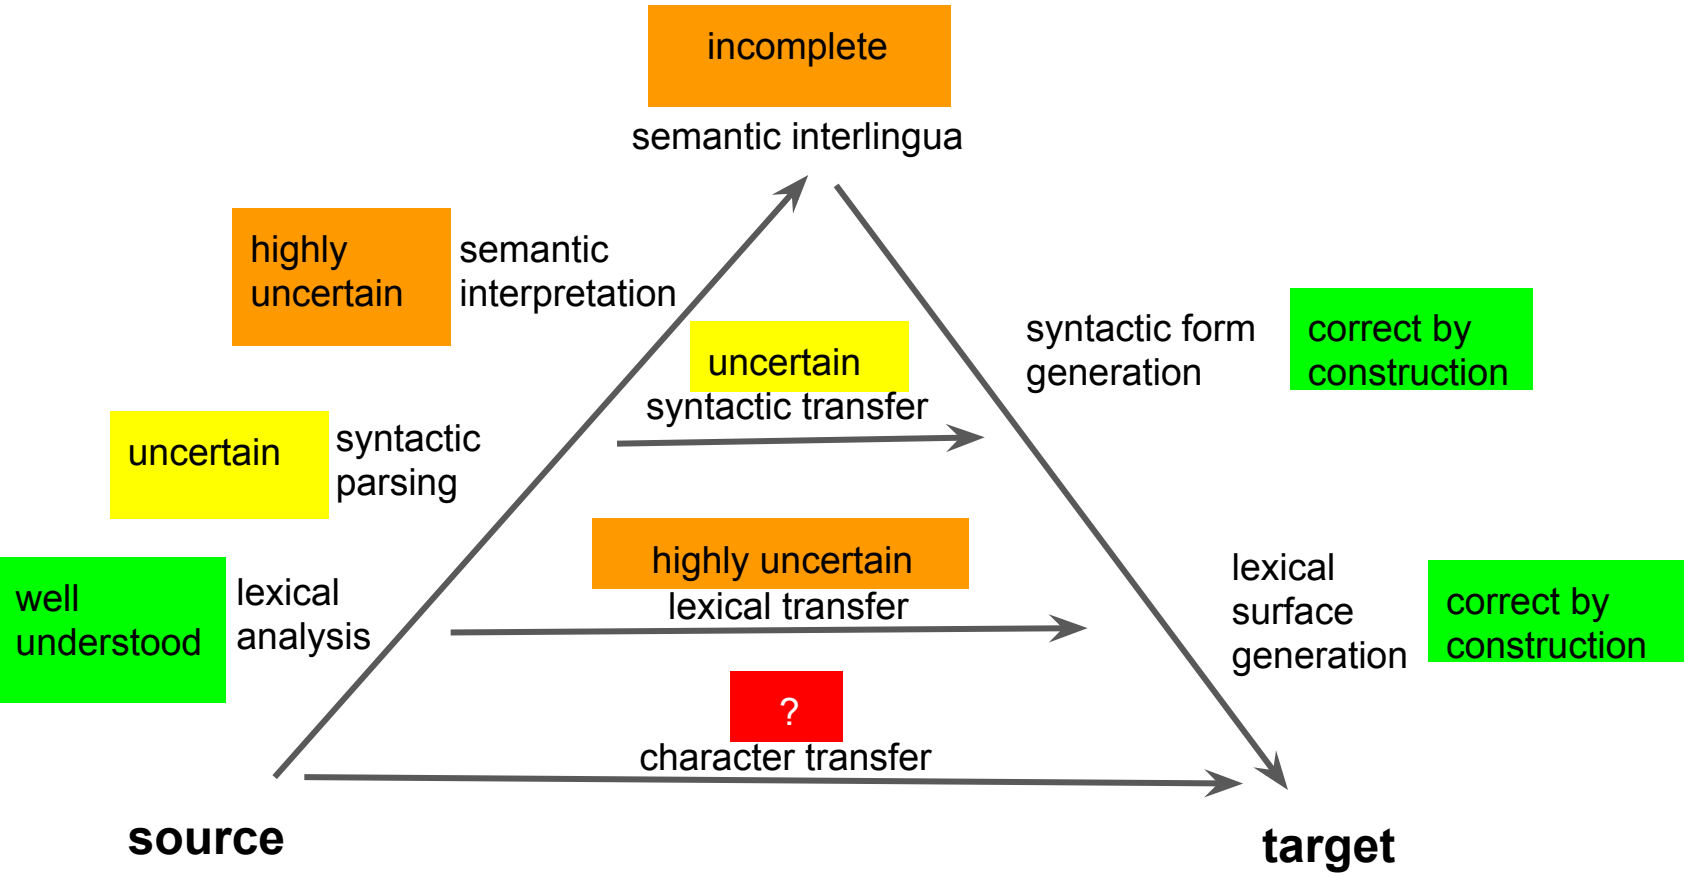 incomplete
semantic interlingua
highly
uncertain
semantic
interpretation
uncertain
syntactic transfer
syntactic form
generation
correct by
construction
uncertain
syntactic
parsing
highly uncertain
lexical transfer
well
understood
lexical
analysis
lexical
surface
generation
correct by
construction
?
character transfer
source
target